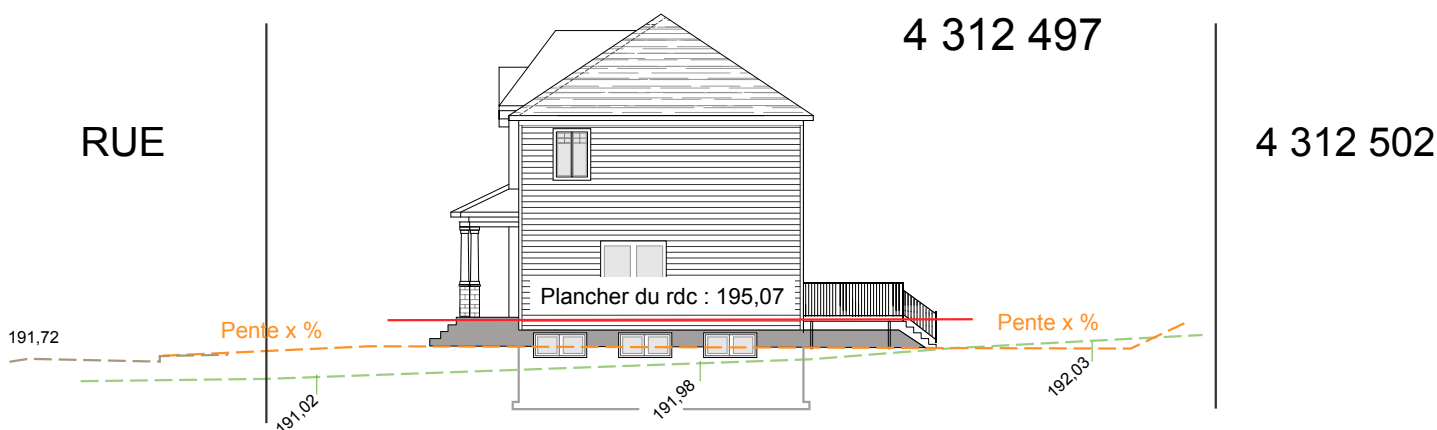 4 312 497
RUE
4 312 502
Plancher du rdc : 195,07
191,72
Pente x %
Pente x %
191,02
191,98
192,03